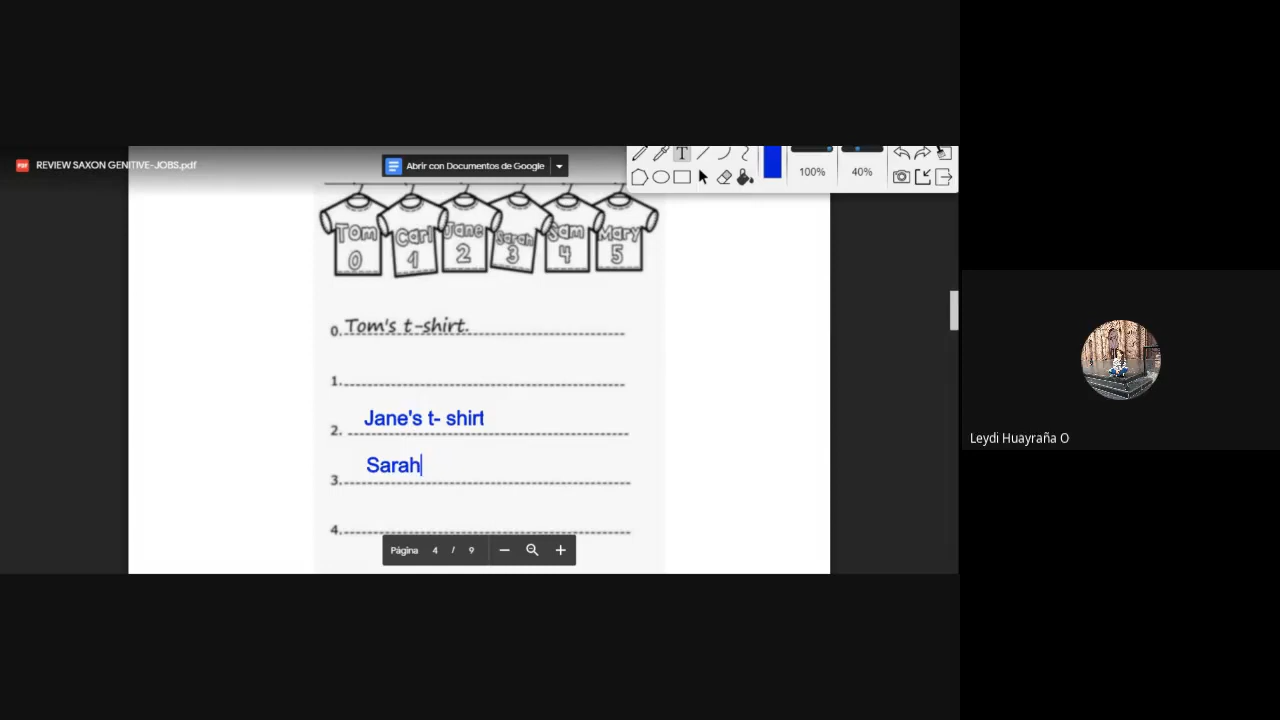 REVIEW SAXON GENITIVE-JOBS.pdf
Abrir con Documentos de Google
T
100%
40%
Tom Carl Jane Sarah Sam Mary
0 1 2 3 4 5
0. Tom's t-shirt.
1.
2. Jane's t- shirt
3. Sarah
4.
Página 4 / 9
Leydi Huayraña O